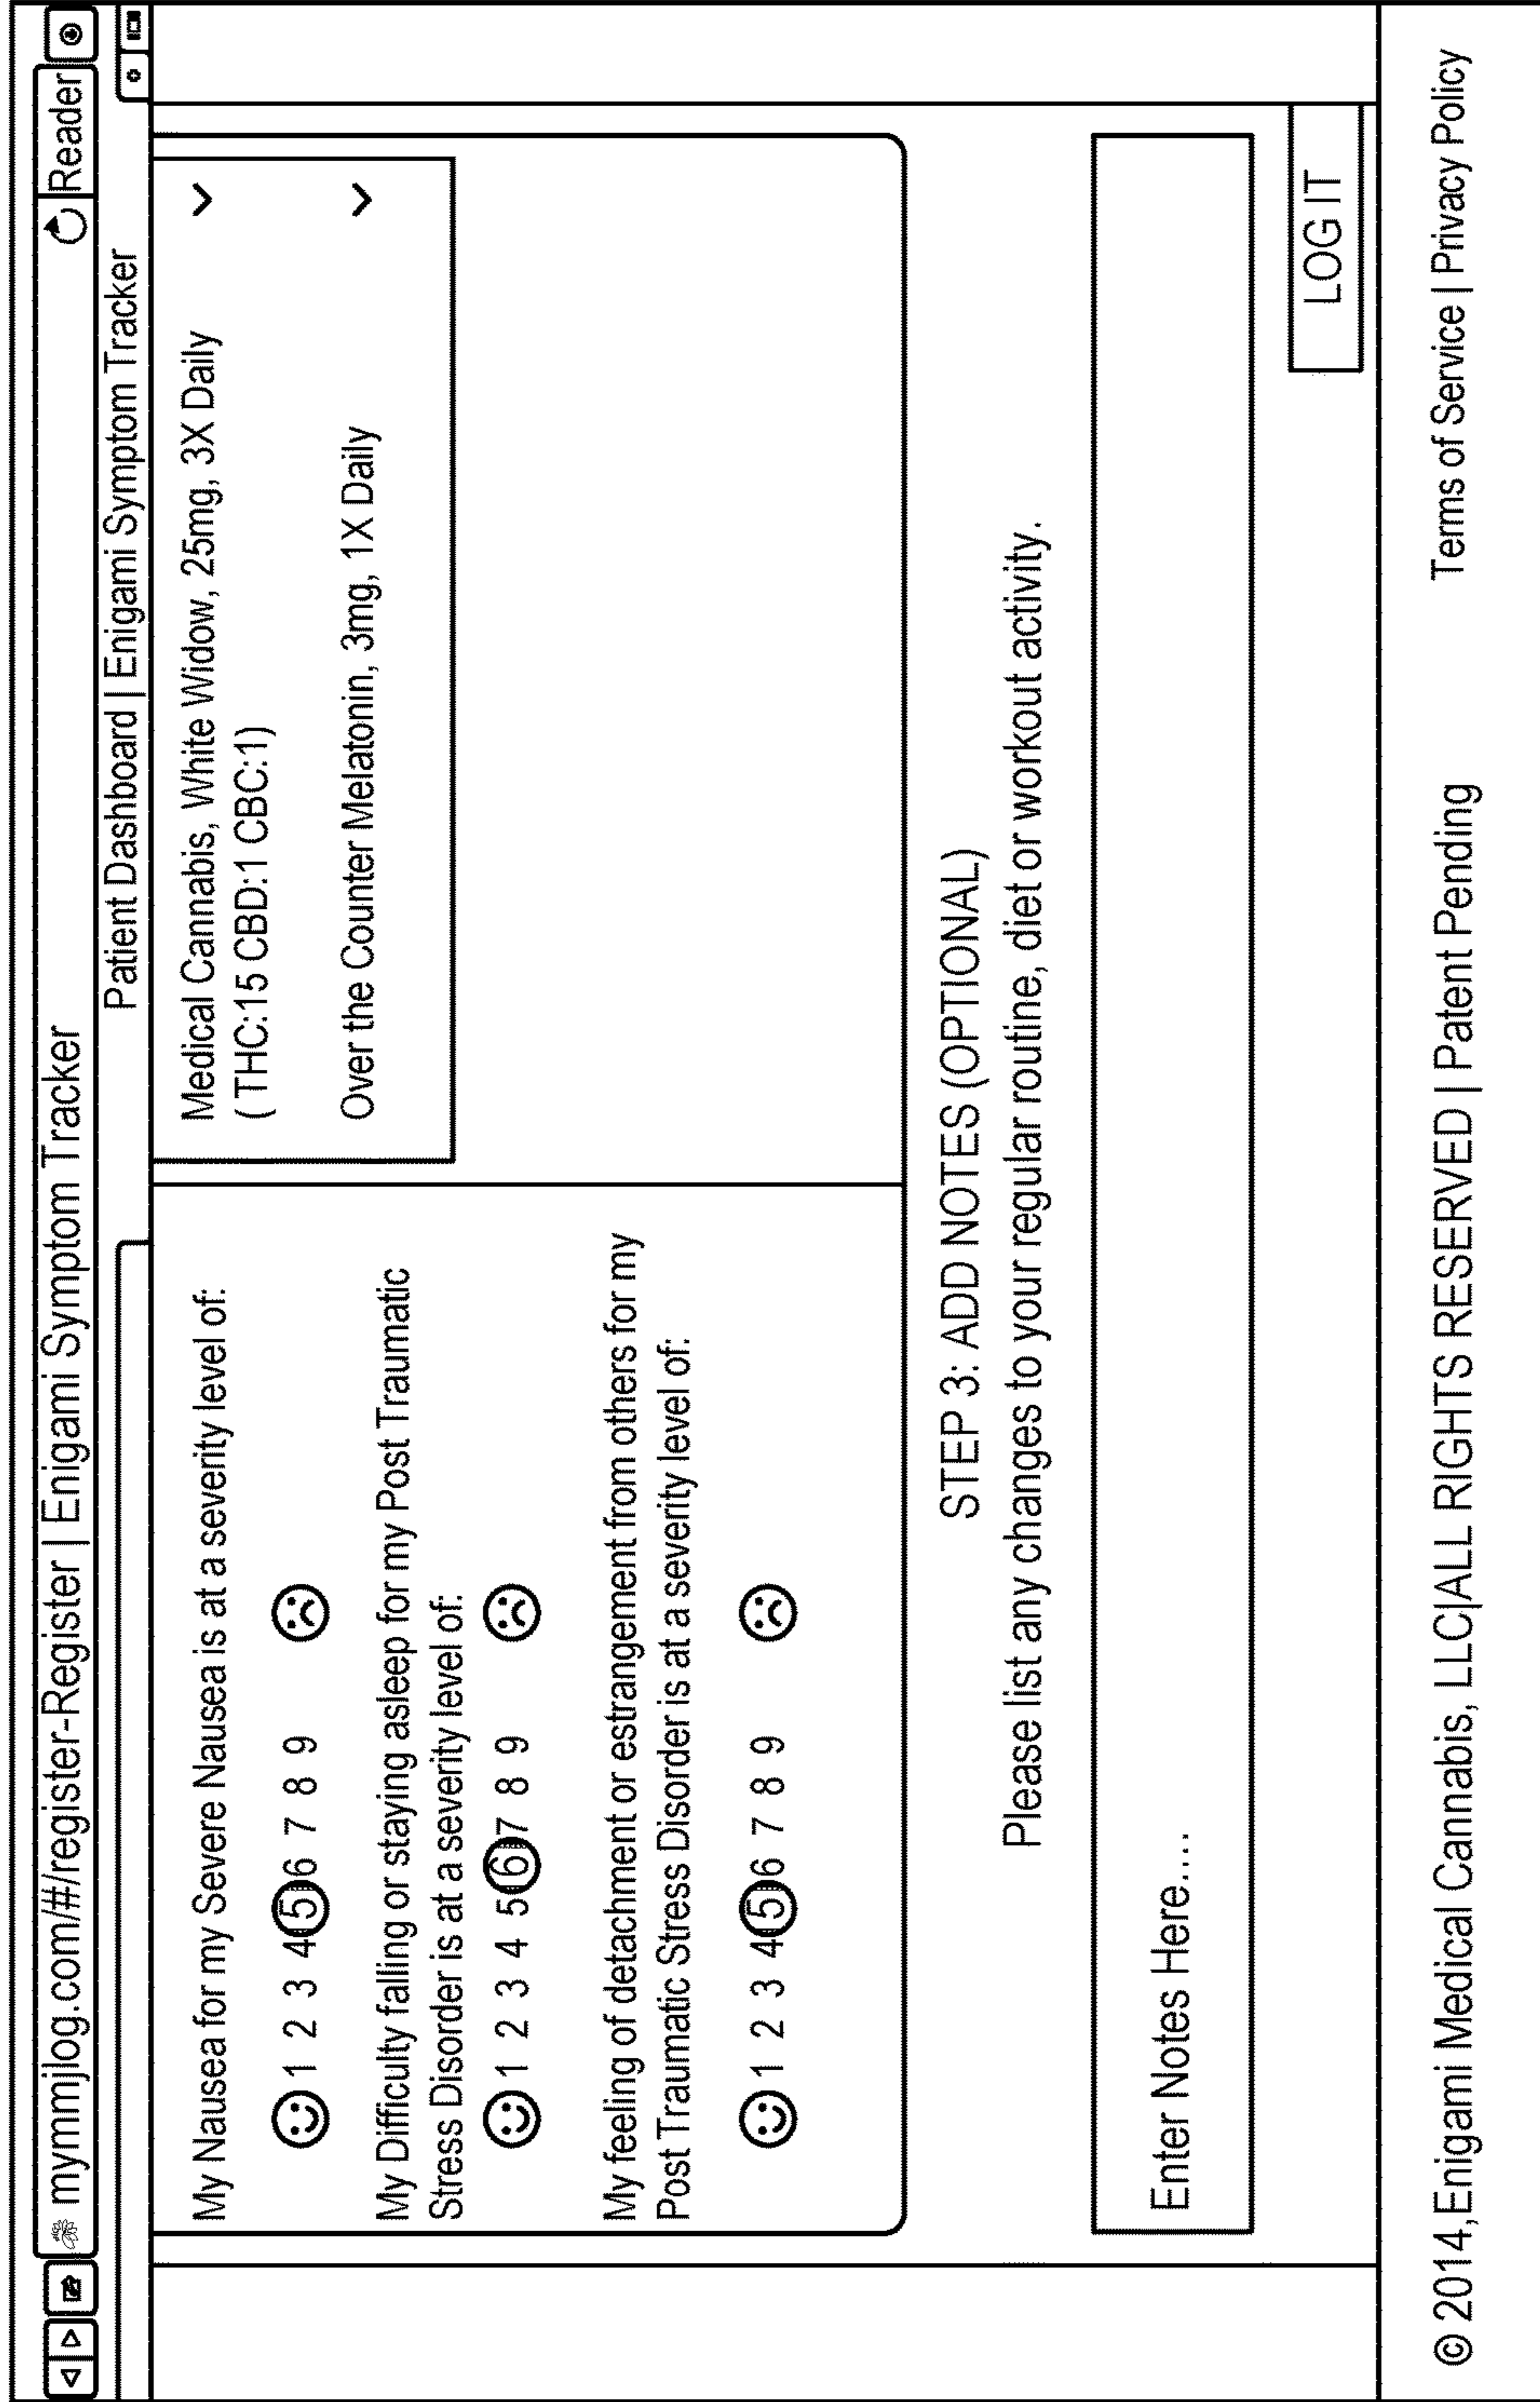 mymmjlog.com/#/register-Register | Enigami Symptom Tracker
Reader
Patient Dashboard | Enigami Symptom Tracker
My Nausea for my Severe Nausea is at a severity level of:
1 2 3 4 5 6 7 8 9
My Difficulty falling or staying asleep for my Post Traumatic
Stress Disorder is at a severity level of:
1 2 3 4 5 6 7 8 9
My feeling of detachment or estrangement from others for my
Post Traumatic Stress Disorder is at a severity level of:
1 2 3 4 5 6 7 8 9
Medical Cannabis, White Widow, 25mg, 3X Daily
( THC:15 CBD:1 CBC:1)
Over the Counter Melatonin, 3mg, 1X Daily
STEP 3: ADD NOTES (OPTIONAL)
Please list any changes to your regular routine, diet or workout activity.
Enter Notes Here....
LOG IT
© 2014,Enigami Medical Cannabis, LLC|ALL RIGHTS RESERVED | Patent Pending
Terms of Service | Privacy Policy